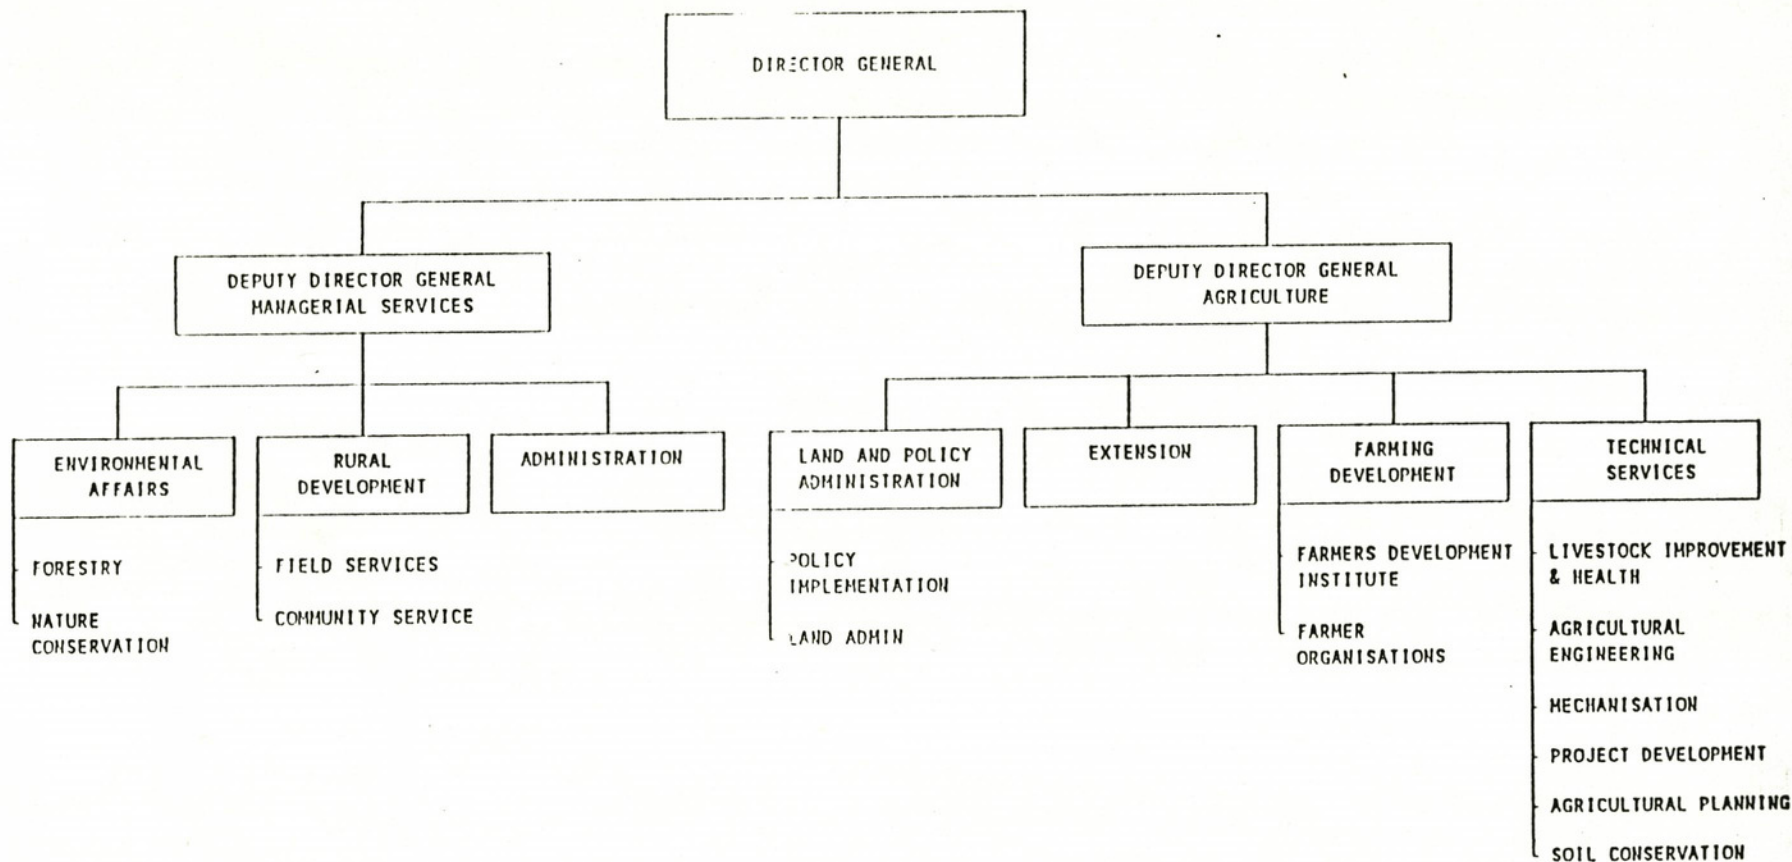 DIRECTOR GENERAL
DEPUTY DIRECTOR GENERAL
MANAGERIAL SERVICES
DEPUTY DIRECTOR GENERAL
AGRICULTURE
ENVIRONMENTAL
AFFAIRS
FORESTRY
NATURE
CONSERVATION
RURAL
DEVELOPMENT
FIELD SERVICES
COMMUNITY SERVICE
ADMINISTRATION
LAND AND POLICY
ADMINISTRATION
POLICY
IMPLEMENTATION
LAND ADMIN
EXTENSION
FARMING
DEVELOPMENT
FARMERS DEVELOPMENT
INSTITUTE
FARMER
ORGANISATIONS
TECHNICAL
SERVICES
LIVESTOCK IMPROVEMENT
& HEALTH
AGRICULTURAL
ENGINEERING
MECHANISATION
PROJECT DEVELOPMENT
AGRICULTURAL PLANNING
SOIL CONSERVATION